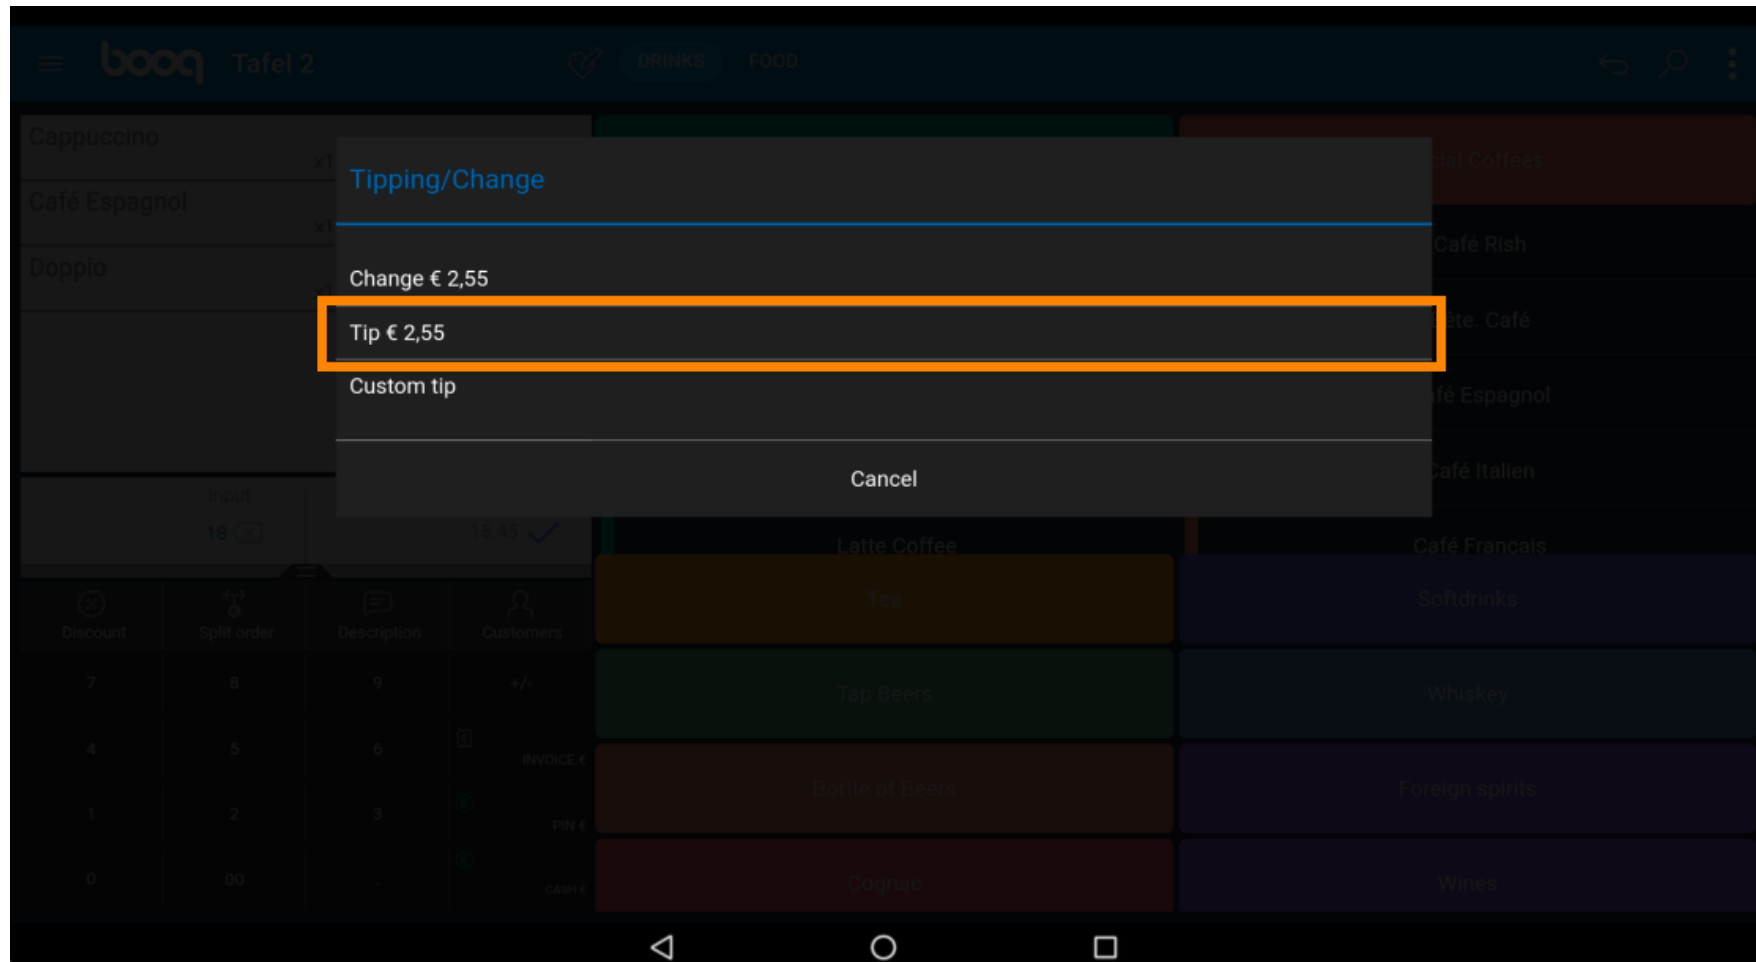 booq Tafel 2 DRINKS FOOD
Cappuccino
x1
Café Espagnol
x1
Doppio
x1
Tipping/Change
Change € 2,55
Tip € 2,55
Custom tip
Cancel
Input
18
15.45
Discount Split order Description Customers
7 8 9 +/-
4 5 6 INVOICE €
1 2 3 PIN €
0 00 . CASH €
Latte Coffee
Tea
Tap Beers
Bottle of Beers
Cognac
Coffees
Café Rish
Café
Espagnol
Café Italien
Café Francais
Softdrinks
Whiskey
Foreign spirits
Wines